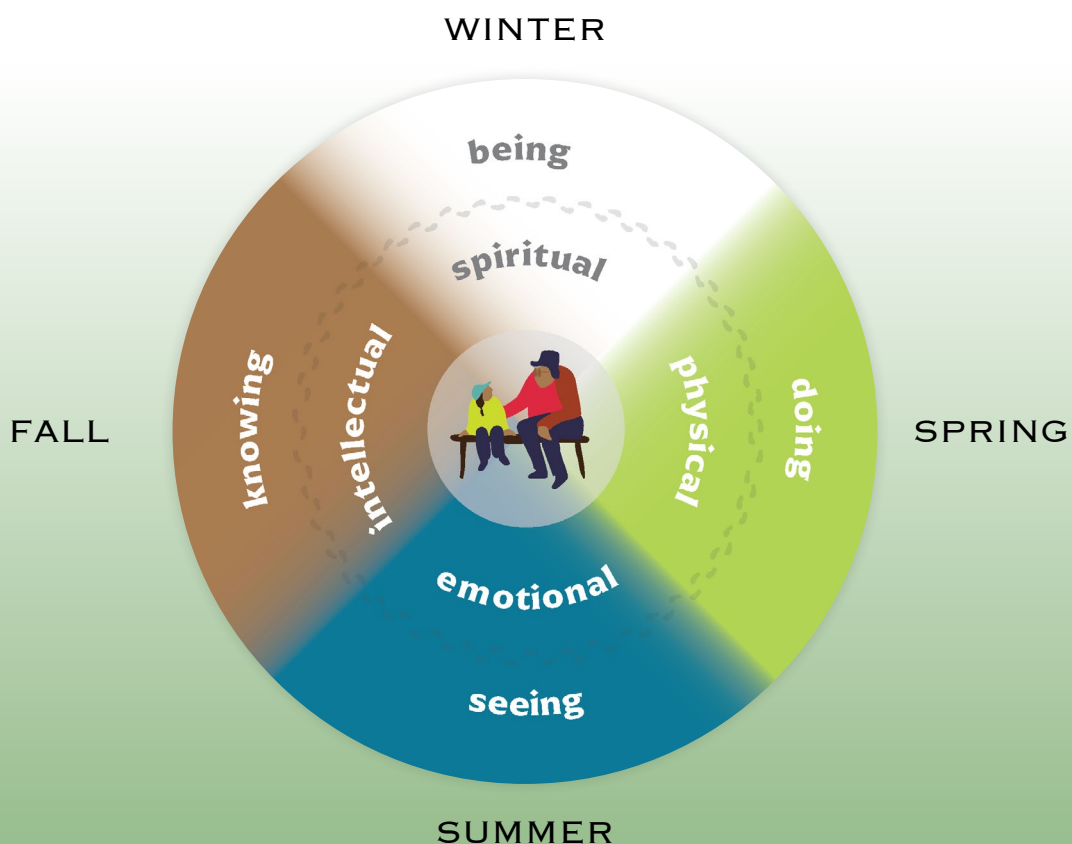 WINTER
being
spiritual
FALL
knowing
intellectual
physical
doing
SPRING
emotional
seeing
SUMMER